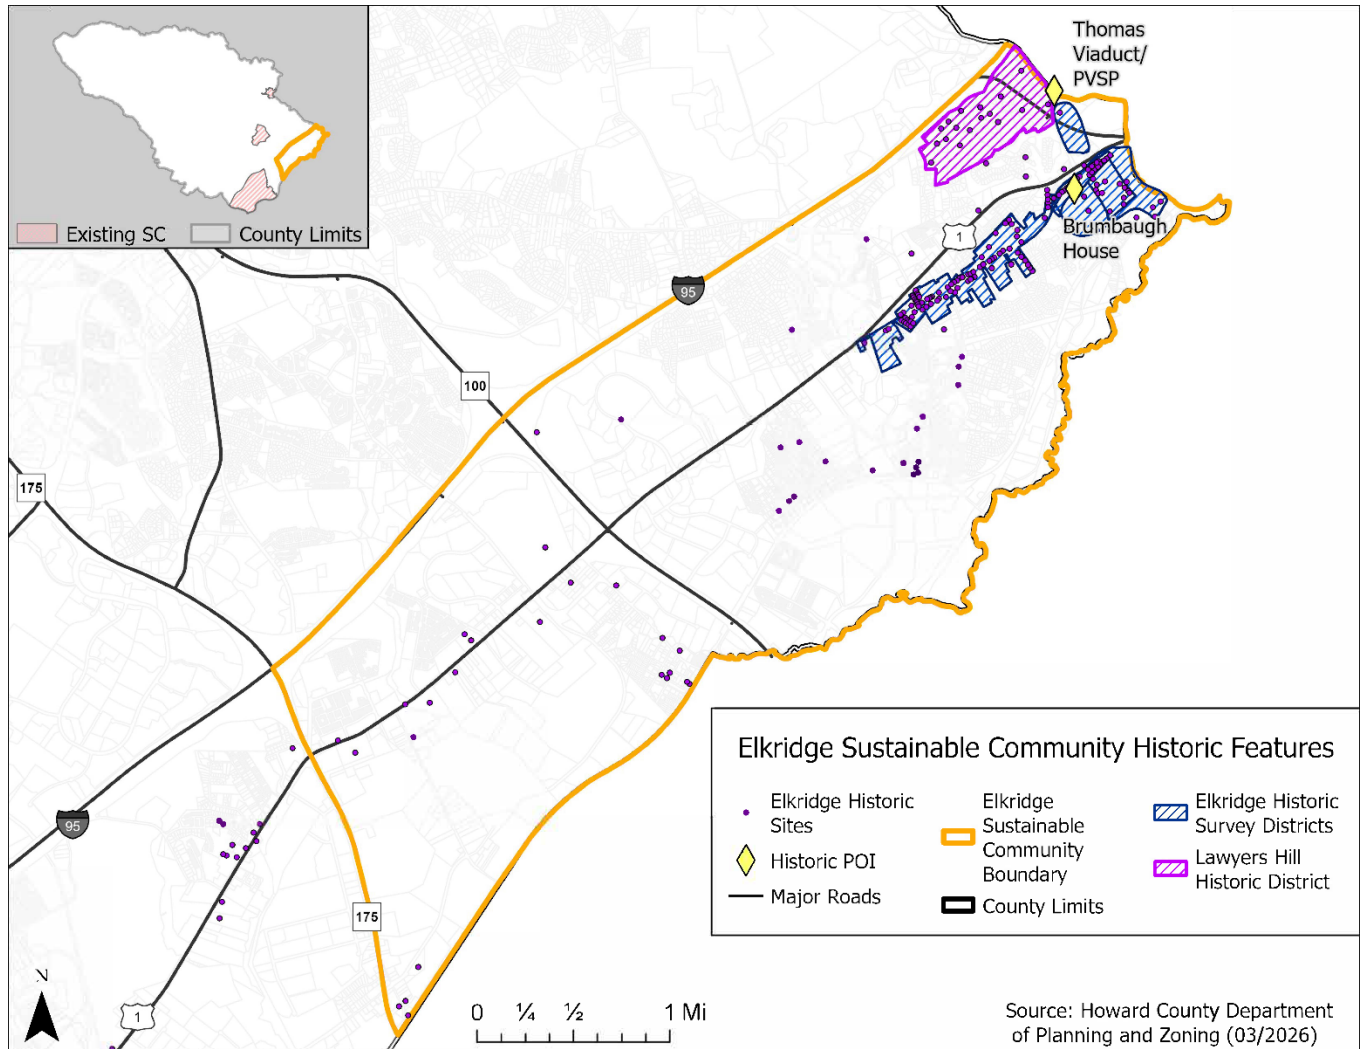 Thomas
Viaduct/
PVSP
Existing SC
County Limits
1
Brumbaugh
House
95
100
175
Elkridge Sustainable Community Historic Features
Elkridge Historic
Sites
Historic POI
Major Roads
Elkridge
Sustainable
Community
Boundary
County Limits
Elkridge Historic
Survey Districts
Lawyers Hill
Historic District
95
175
N
1
0 ¼ ½ 1 Mi
Source: Howard County Department
of Planning and Zoning (03/2026)